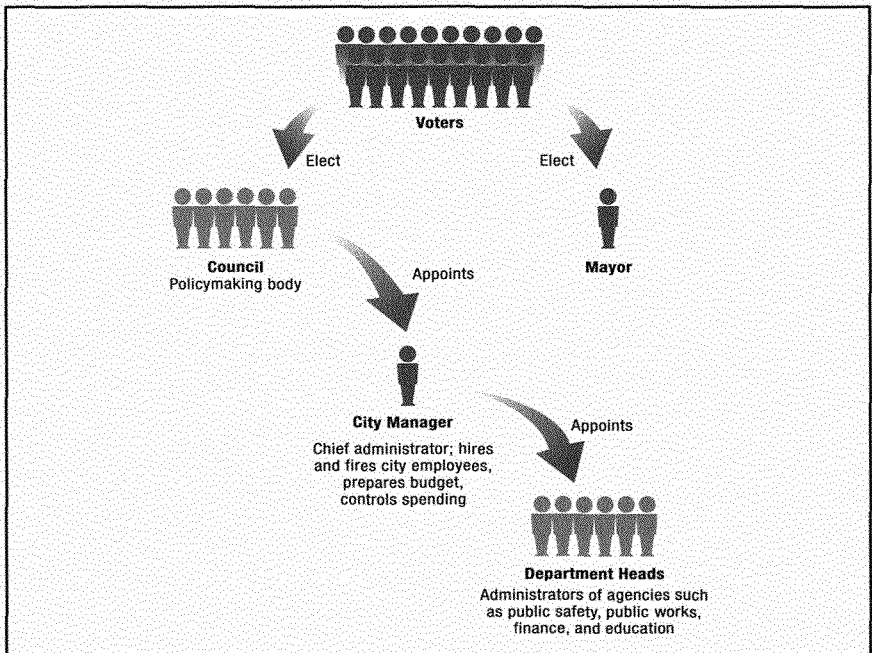 Voters
Elect
Elect
Council
Policymaking body
Mayor
Appoints
City Manager
Chief administrator; hires
and fires city employees,
prepares budget,
controls spending
Appoints
Department Heads
Administrators of agencies such
as public safety, public works,
finance, and education